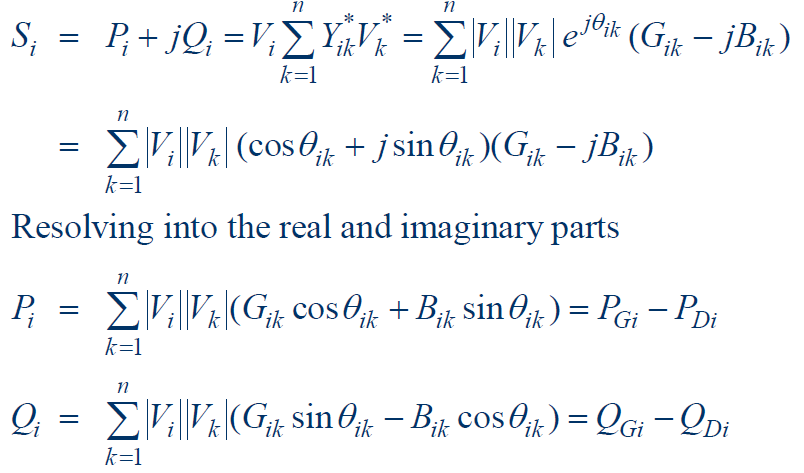 $S_i = P_i + jQ_i = V_i \sum_{k=1}^{n} Y_{ik}^* V_k^* = \sum_{k=1}^{n} |V_i||V_k| e^{j\theta_{ik}} (G_{ik} - jB_{ik})$
$= \sum_{k=1}^{n} |V_i||V_k| (\cos\theta_{ik} + j\sin\theta_{ik})(G_{ik} - jB_{ik})$
Resolving into the real and imaginary parts
$P_i = \sum_{k=1}^{n} |V_i||V_k|(G_{ik}\cos\theta_{ik} + B_{ik}\sin\theta_{ik}) = P_{Gi} - P_{Di}$
$Q_i = \sum_{k=1}^{n} |V_i||V_k|(G_{ik}\sin\theta_{ik} - B_{ik}\cos\theta_{ik}) = Q_{Gi} - Q_{Di}$